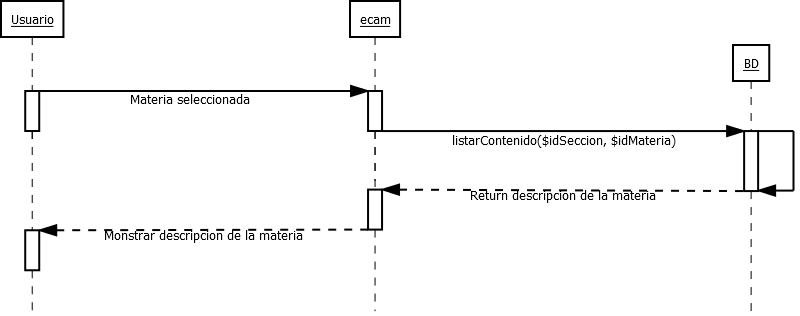 Usuario
ecam
BD
Materia seleccionada
listarContenido($idSeccion, $idMateria)
Return descripcion de la materia
Monstrar descripcion de la materia